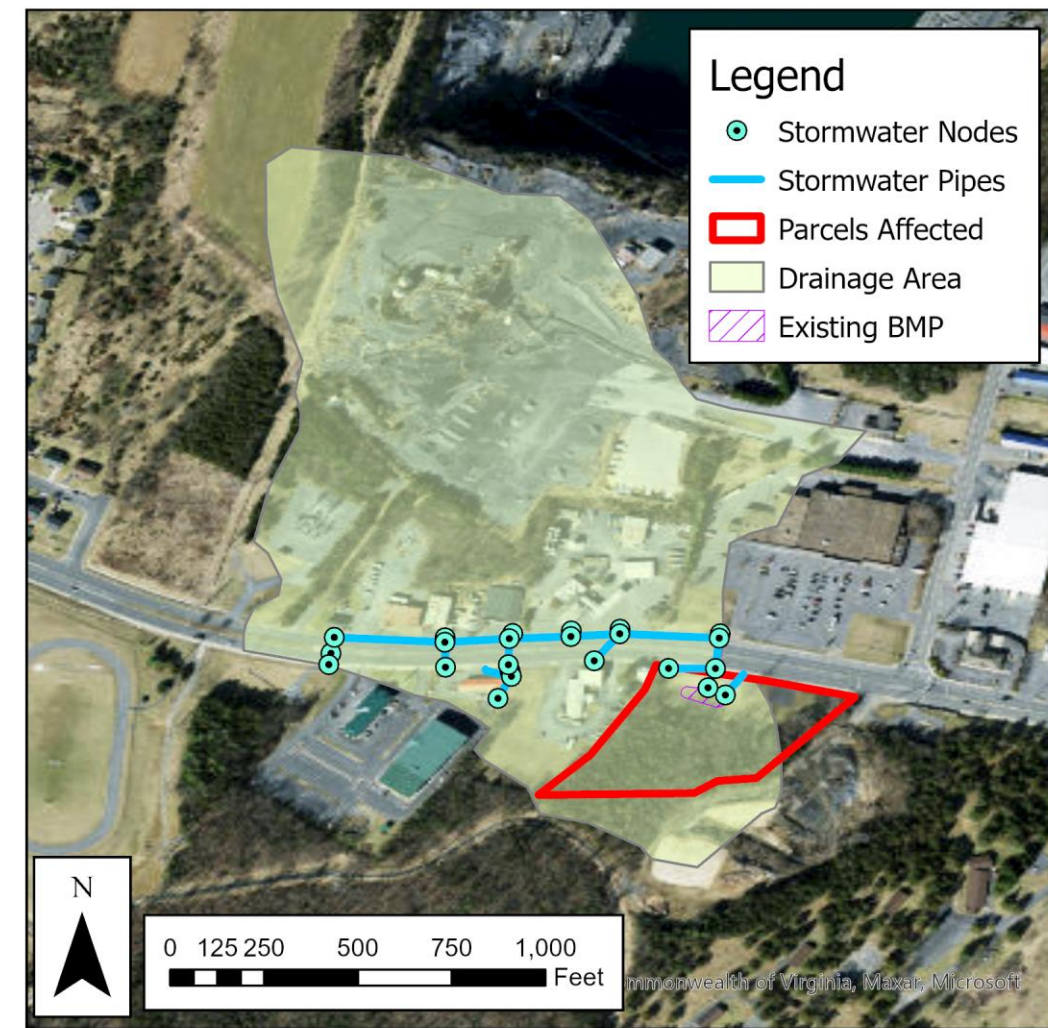 Legend
Stormwater Nodes
Stormwater Pipes
Parcels Affected
Drainage Area
Existing BMP
N
0 125 250 500 750 1,000
Feet
mmonwealth of Virginia, Maxar, Microsoft